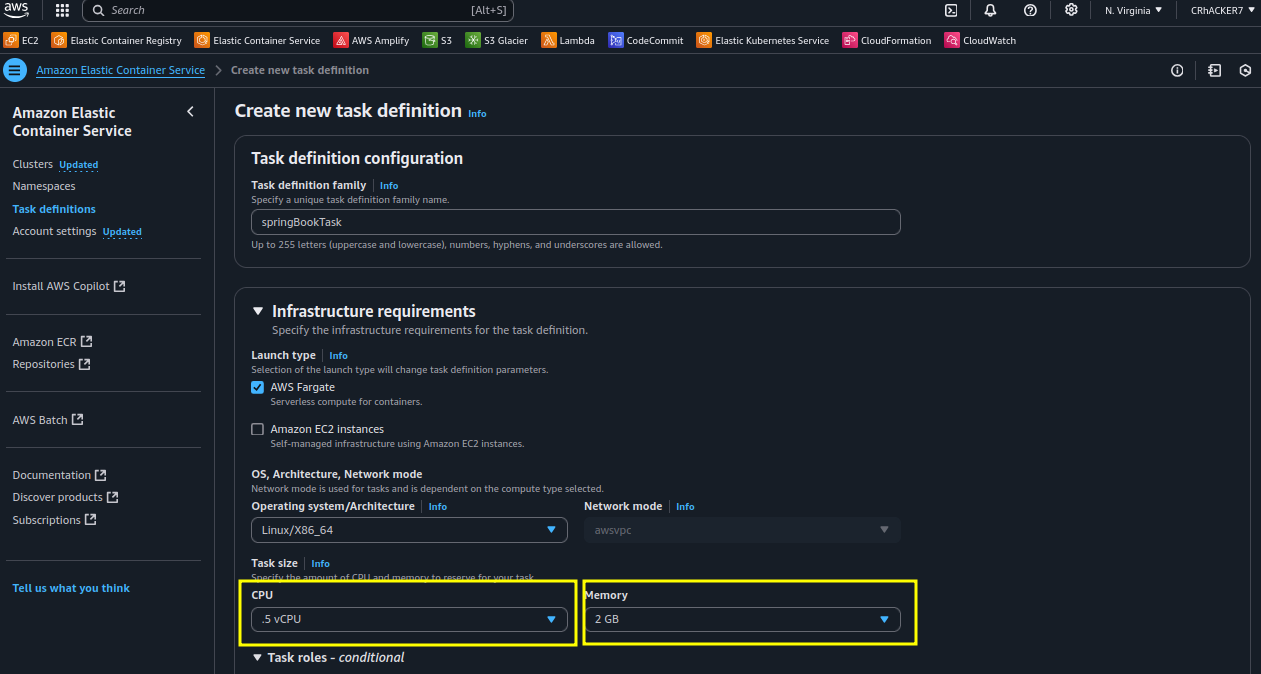 aws Search [Alt+S] N. Virginia CRhACKER7
EC2 Elastic Container Registry Elastic Container Service AWS Amplify S3 S3 Glacier Lambda CodeCommit Elastic Kubernetes Service CloudFormation CloudWatch
Amazon Elastic Container Service Create new task definition
Amazon Elastic
Container Service
Clusters Updated
Namespaces
Task definitions
Account settings Updated
Install AWS Copilot
Amazon ECR
Repositories
AWS Batch
Documentation
Discover products
Subscriptions
Tell us what you think
Create new task definition Info
Task definition configuration
Task definition family Info
Specify a unique task definition family name.
springBookTask
Up to 255 letters (uppercase and lowercase), numbers, hyphens, and underscores are allowed.
Infrastructure requirements
Specify the infrastructure requirements for the task definition.
Launch type Info
Selection of the launch type will change task definition parameters.
AWS Fargate
Serverless compute for containers.
Amazon EC2 instances
Self-managed infrastructure using Amazon EC2 instances.
OS, Architecture, Network mode
Network mode is used for tasks and is dependent on the compute type selected.
Operating system/Architecture Info Network mode Info
Linux/X86_64 awsvpc
Task size Info
Specify the amount of CPU and memory to reserve for your task.
CPU Memory
.5 vCPU 2 GB
Task roles - conditional